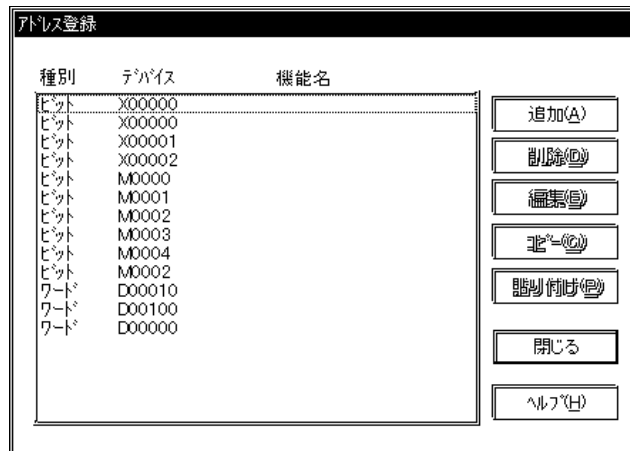 アドレス登録
種別 デバイス 機能名
ビット X00000
ビット X00000
ビット X00001
ビット X00002
ビット M0000
ビット M0001
ビット M0002
ビット M0003
ビット M0004
ビット M0002
ワード D00010
ワード D00100
ワード D00000
追加(A)
削除(D)
編集(E)
コピー(C)
貼り付け(P)
閉じる
ヘルプ(H)